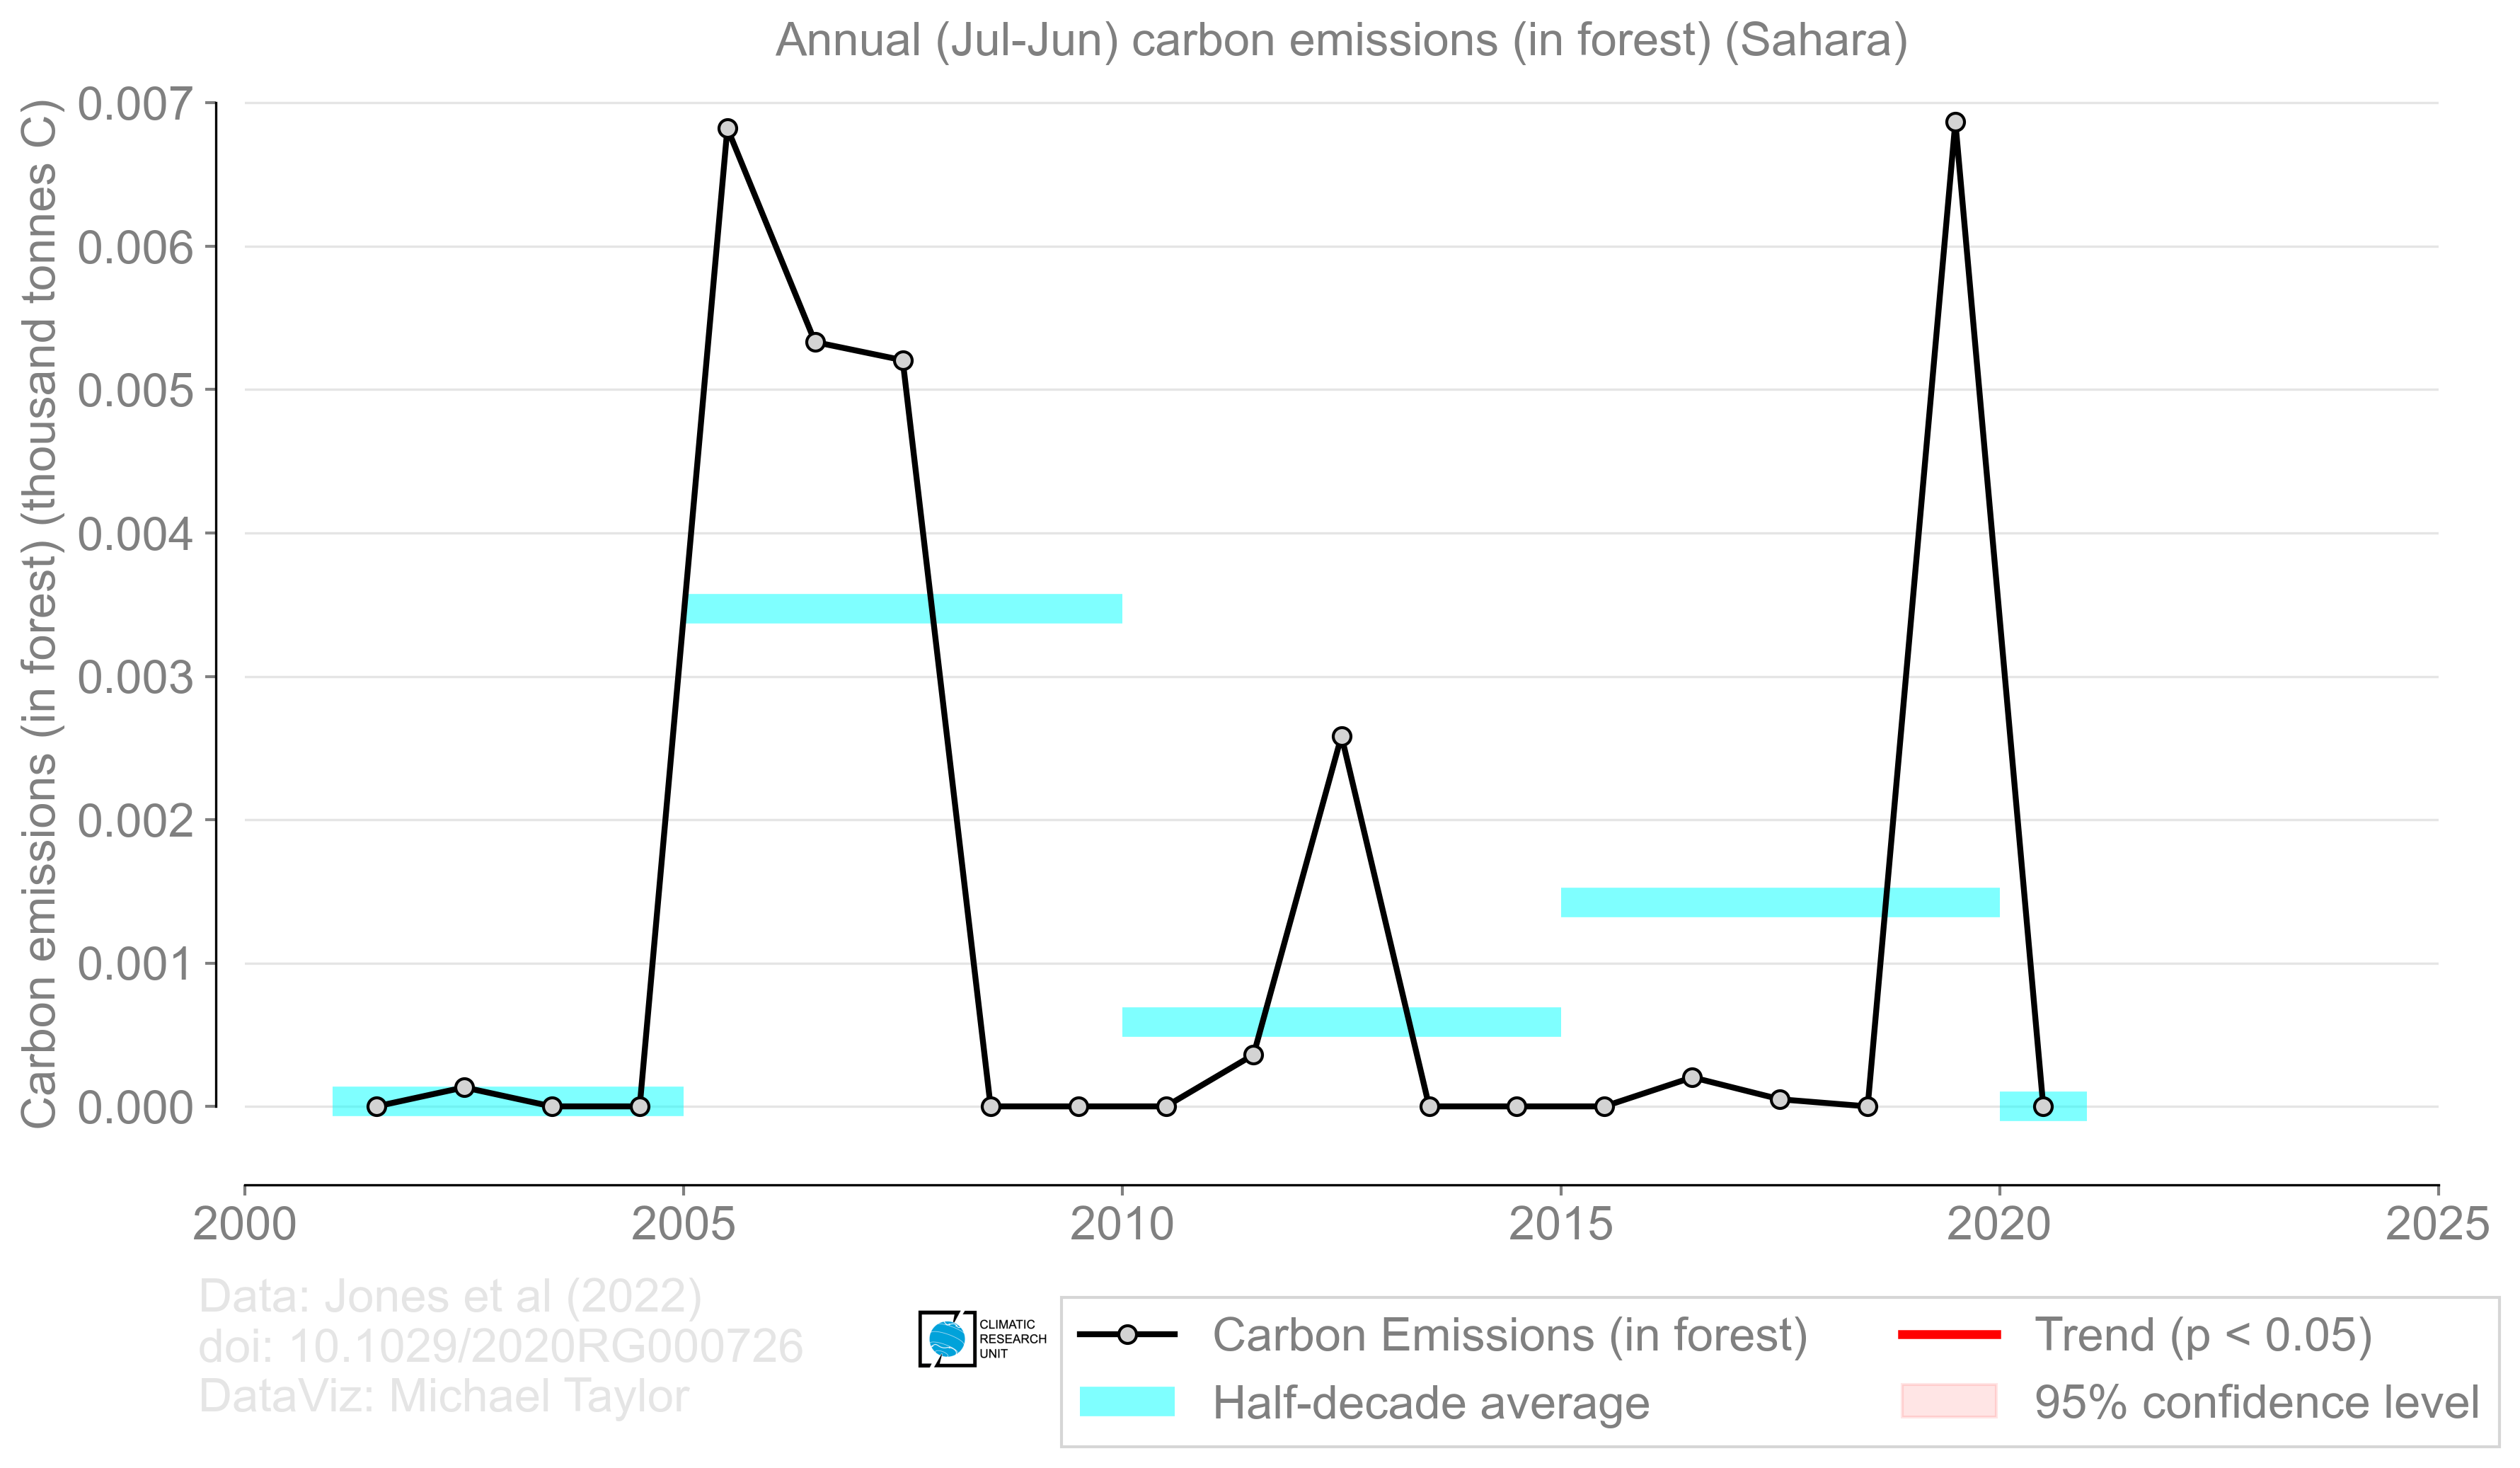 Annual (Jul-Jun) carbon emissions (in forest) (Sahara)
Carbon emissions (in forest) (thousand tonnes C)
0.007
0.006
0.005
0.004
0.003
0.002
0.001
0.000
2000 2005 2010 2015 2020 2025
Data: Jones et al (2022)
doi: 10.1029/2020RG000726
DataViz: Michael Taylor
CLIMATIC
RESEARCH
UNIT
Carbon Emissions (in forest)
Half-decade average
Trend (p < 0.05)
95% confidence level